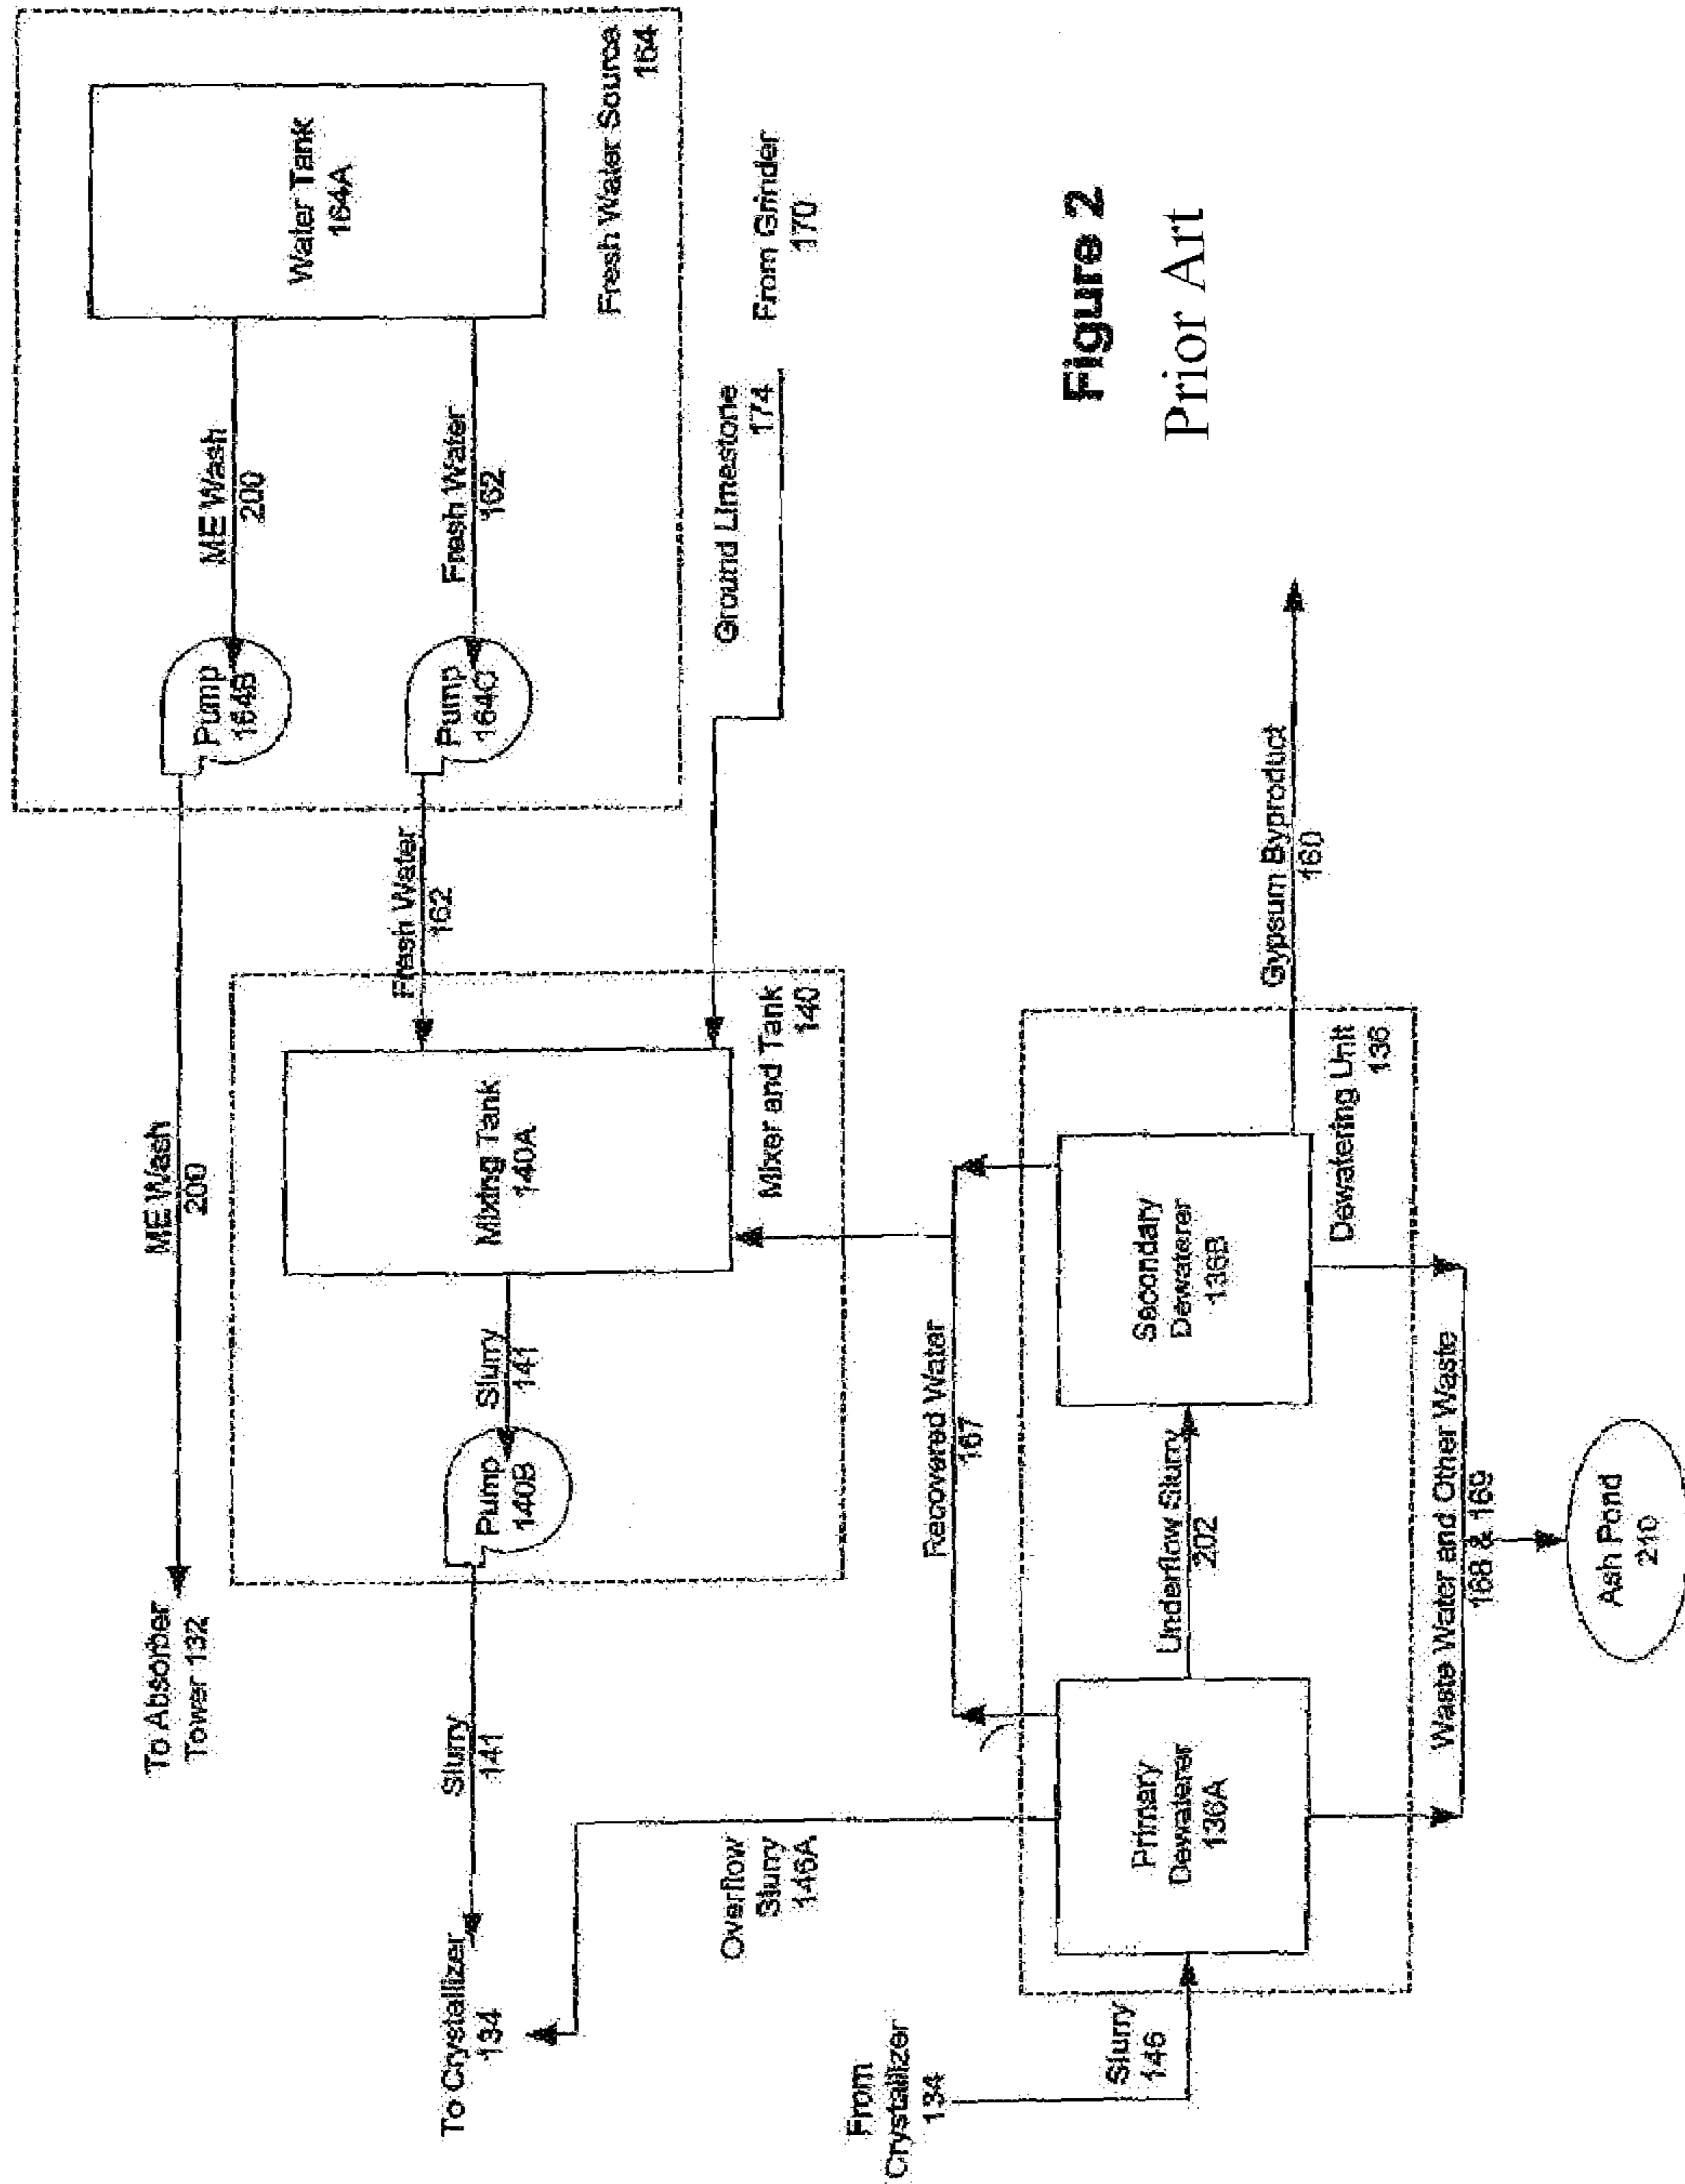 To Absorber
Tower 132
ME Wash
200
Pump
164B
ME Wash
200
Water Tank
164A
Fresh Water Source
164
To Crystallizer
134
Slurry
141
Pump
140B
Slurry
141
Mixing Tank
140A
Mixer and Tank
140
Fresh Water
162
Pump
164C
Fresh Water
162
Ground Limestone
174
From Grinder
170
Overflow
Slurry
146A
From
Crystallizer
134
Slurry
146
Primary
Dewaterer
136A
Recovered Water
167
Underflow Slurry
202
Secondary
Dewaterer
136B
Dewatering Unit
136
Gypsum Byproduct
160
Waste Water and Other Waste
168 & 169
Ash Pond
210
Figure 2
Prior Art